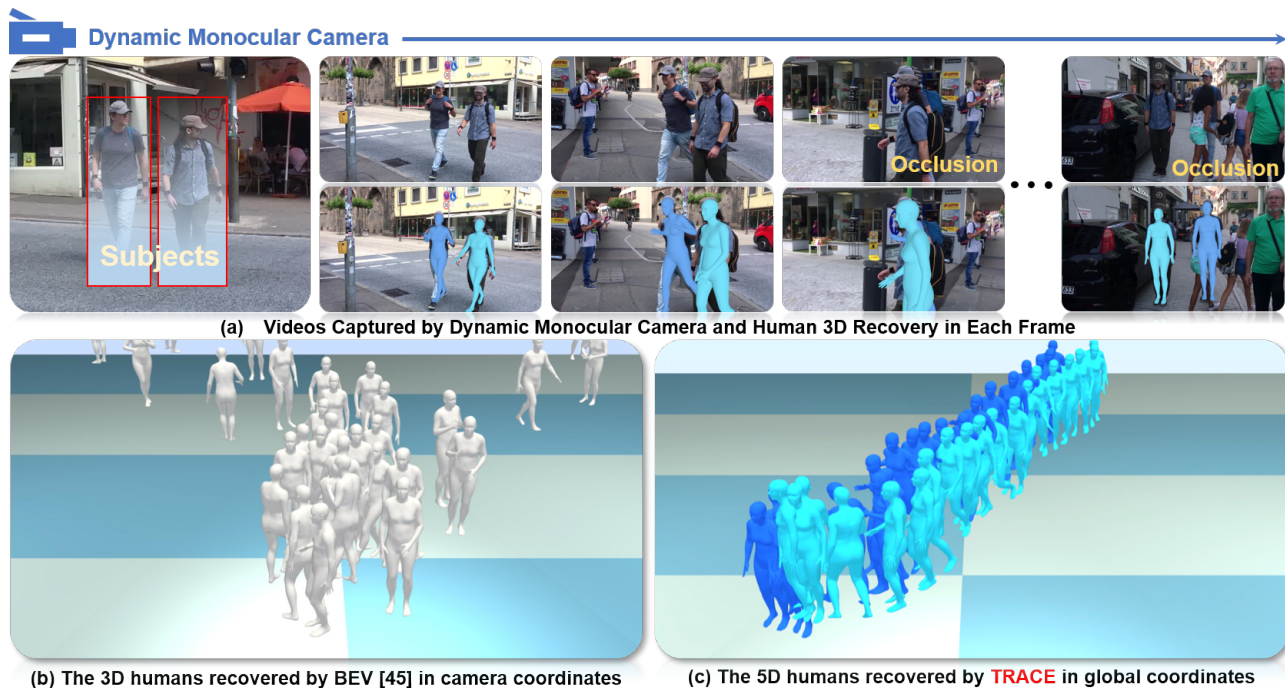 Dynamic Monocular Camera
Subjects
Occlusion
Occlusion
...
(a) Videos Captured by Dynamic Monocular Camera and Human 3D Recovery in Each Frame
(b) The 3D humans recovered by BEV [45] in camera coordinates
(c) The 5D humans recovered by TRACE in global coordinates